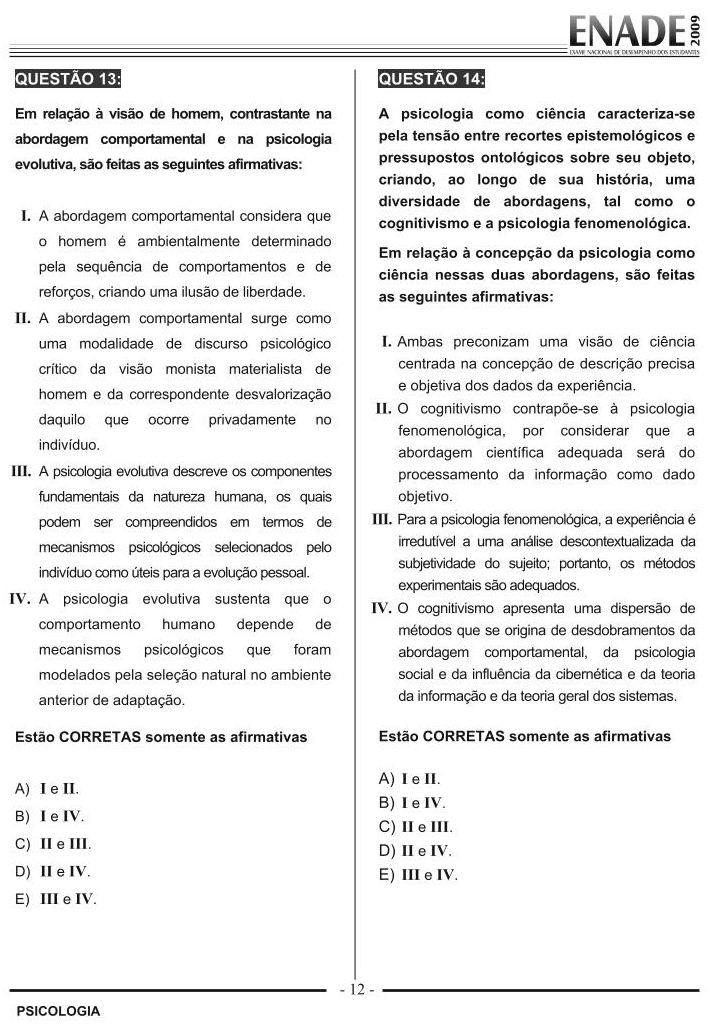 ENADE 2009
EXAME NACIONAL DE DESEMPENHO DOS ESTUDANTES
QUESTÃO 13:
Em relação à visão de homem, contrastante na
abordagem comportamental e na psicologia
evolutiva, são feitas as seguintes afirmativas:
I. A abordagem comportamental considera que
o homem é ambientalmente determinado
pela sequência de comportamentos e de
reforços, criando uma ilusão de liberdade.
II. A abordagem comportamental surge como
uma modalidade de discurso psicológico
crítico da visão monista materialista de
homem e da correspondente desvalorização
daquilo que ocorre privadamente no
indivíduo.
III. A psicologia evolutiva descreve os componentes
fundamentais da natureza humana, os quais
podem ser compreendidos em termos de
mecanismos psicológicos selecionados pelo
indivíduo como úteis para a evolução pessoal.
IV. A psicologia evolutiva sustenta que o
comportamento humano depende de
mecanismos psicológicos que foram
modelados pela seleção natural no ambiente
anterior de adaptação.
Estão CORRETAS somente as afirmativas
A) I e II.
B) I e IV.
C) II e III.
D) II e IV.
E) III e IV.
QUESTÃO 14:
A psicologia como ciência caracteriza-se
pela tensão entre recortes epistemológicos e
pressupostos ontológicos sobre seu objeto,
criando, ao longo de sua história, uma
diversidade de abordagens, tal como o
cognitivismo e a psicologia fenomenológica.
Em relação à concepção da psicologia como
ciência nessas duas abordagens, são feitas
as seguintes afirmativas:
I. Ambas preconizam uma visão de ciência
centrada na concepção de descrição precisa
e objetiva dos dados da experiência.
II. O cognitivismo contrapõe-se à psicologia
fenomenológica, por considerar que a
abordagem científica adequada será do
processamento da informação como dado
objetivo.
III. Para a psicologia fenomenológica, a experiência é
irredutível a uma análise descontextualizada da
subjetividade do sujeito; portanto, os métodos
experimentais são adequados.
IV. O cognitivismo apresenta uma dispersão de
métodos que se origina de desdobramentos da
abordagem comportamental, da psicologia
social e da influência da cibernética e da teoria
da informação e da teoria geral dos sistemas.
Estão CORRETAS somente as afirmativas
A) I e II.
B) I e IV.
C) II e III.
D) II e IV.
E) III e IV.
- 12 -
PSICOLOGIA